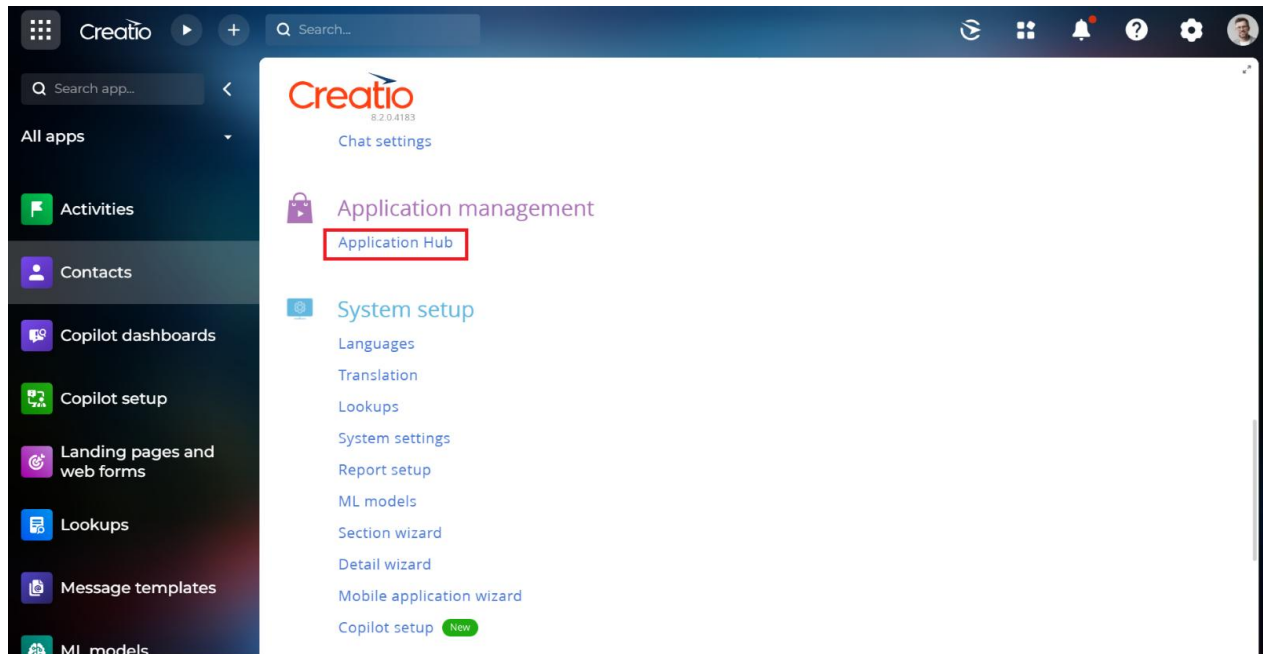 Creatio
Search...
Search app...
All apps
Activities
Contacts
Copilot dashboards
Copilot setup
Landing pages and
web forms
Lookups
Message templates
ML models
Creatio
8.2.0.4183
Chat settings
Application management
Application Hub
System setup
Languages
Translation
Lookups
System settings
Report setup
ML models
Section wizard
Detail wizard
Mobile application wizard
Copilot setup New